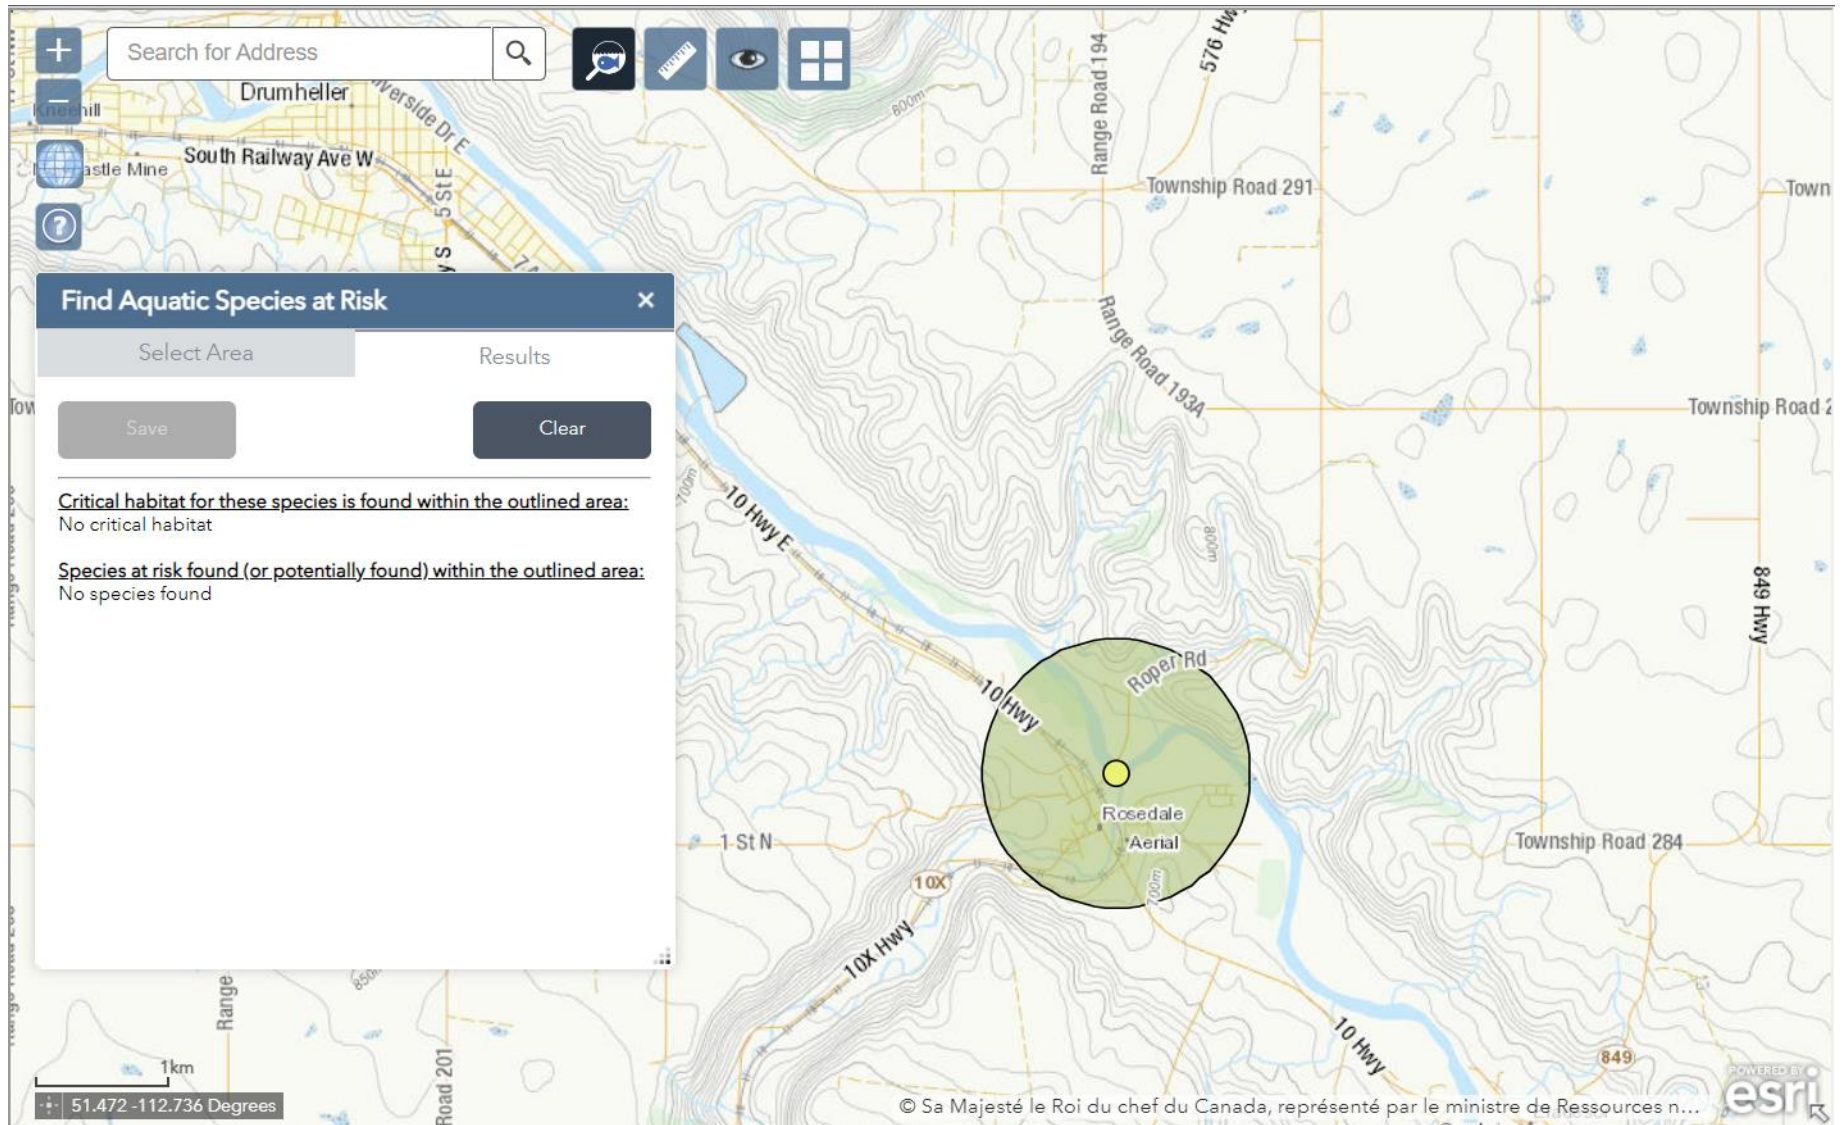 Search for Address
576 Hwy
Range Road 194
Drumheller
Riverside Dr E
800m
South Railway Ave W
5 St E
Township Road 291
Town
Find Aquatic Species at Risk
Select Area
Results
Save
Clear
Critical habitat for these species is found within the outlined area:
No critical habitat
Species at risk found (or potentially found) within the outlined area:
No species found
Range Road 193A
Township Road 2
700m
10 Hwy E
800m
849 Hwy
Roper Rd
10 Hwy
Rosedale
Aerial
1 St N
Township Road 284
10X
700m
10X Hwy
Range
850m
Road 201
10 Hwy
849
1km
51.472 -112.736 Degrees
© Sa Majesté le Roi du chef du Canada, représenté par le ministre de Ressources n...
POWERED BY
esri